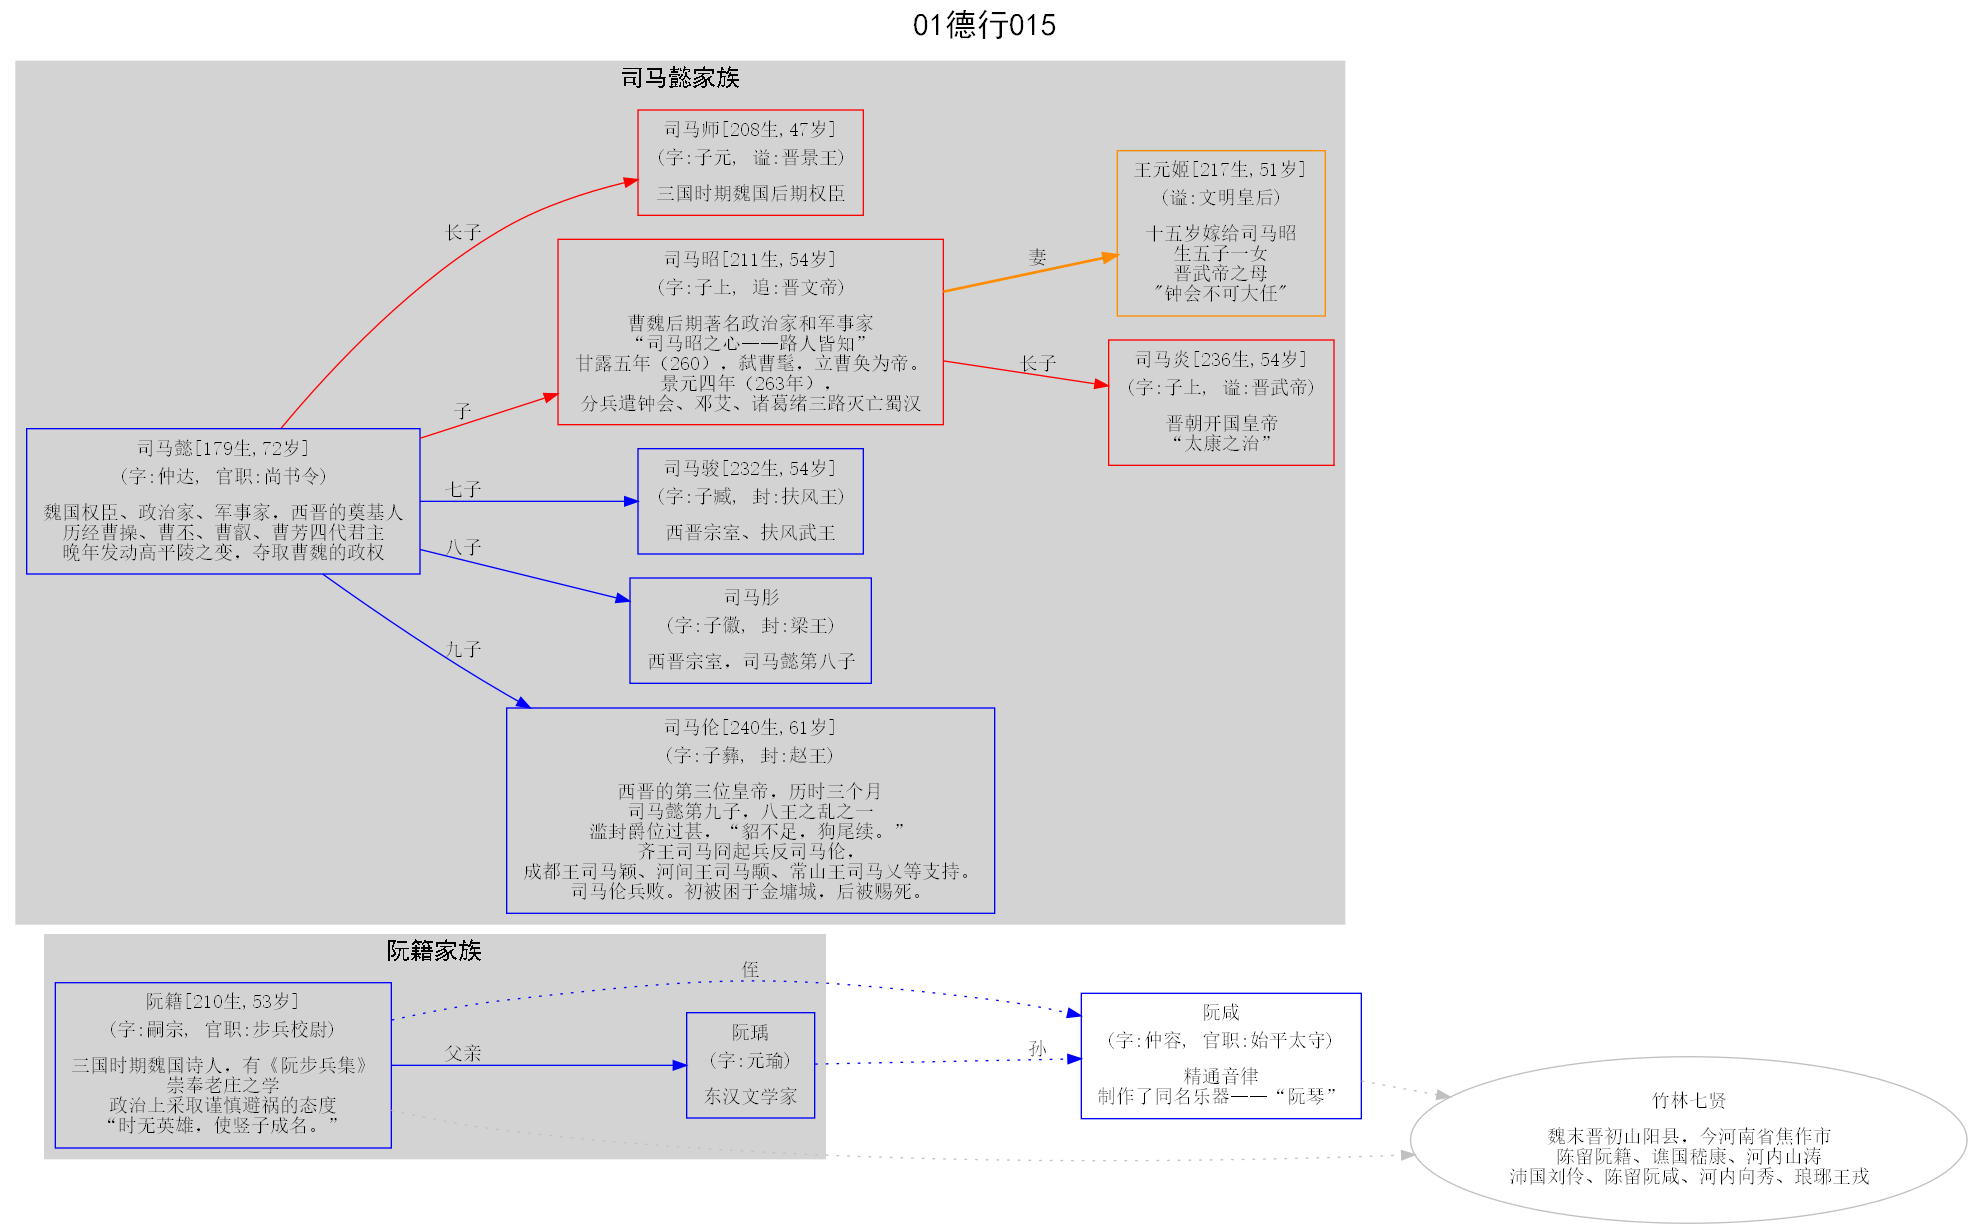 01德行015
司马懿家族
司马师[208生,47岁]
(字:子元, 谥:晋景王)
三国时期魏国后期权臣
王元姬[217生,51岁]
(谥:文明皇后)
十五岁嫁给司马昭
生五子一女
晋武帝之母
"钟会不可大任"
长子
司马昭[211生,54岁]
(字:子上, 追:晋文帝)
曹魏后期著名政治家和军事家
“司马昭之心——路人皆知”
甘露五年（260），弑曹髦，立曹奂为帝。
景元四年（263年），
分兵遣钟会、邓艾、诸葛绪三路灭亡蜀汉
妻
长子
司马炎[236生,54岁]
(字:子上, 谥:晋武帝)
晋朝开国皇帝
“太康之治”
子
司马懿[179生,72岁]
(字:仲达, 官职:尚书令)
魏国权臣、政治家、军事家，西晋的奠基人
历经曹操、曹丕、曹叡、曹芳四代君主
晚年发动高平陵之变，夺取曹魏的政权
七子
司马骏[232生,54岁]
(字:子臧, 封:扶风王)
西晋宗室、扶风武王
八子
司马肜
(字:子徽, 封:梁王)
西晋宗室，司马懿第八子
九子
司马伦[240生,61岁]
(字:子彝, 封:赵王)
西晋的第三位皇帝，历时三个月
司马懿第九子，八王之乱之一
滥封爵位过甚，“貂不足，狗尾续。”
齐王司马冏起兵反司马伦，
成都王司马颖、河间王司马颙、常山王司马乂等支持。
司马伦兵败。初被困于金墉城，后被赐死。
阮籍家族
阮籍[210生,53岁]
(字:嗣宗, 官职:步兵校尉)
三国时期魏国诗人，有《阮步兵集》
崇奉老庄之学
政治上采取谨慎避祸的态度
“时无英雄，使竖子成名。”
父亲
阮瑀
(字:元瑜)
东汉文学家
侄
孙
阮咸
(字:仲容, 官职:始平太守)
精通音律
制作了同名乐器——“阮琴”
竹林七贤
魏末晋初山阳县，今河南省焦作市
陈留阮籍、谯国嵇康、河内山涛
沛国刘伶、陈留阮咸、河内向秀、琅琊王戎